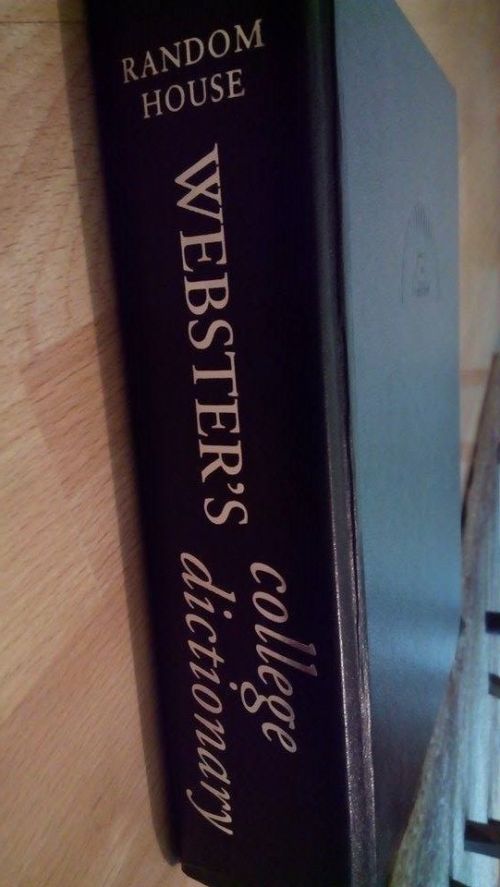 RANDOM
HOUSE
WEBSTER'S
college
dictionary